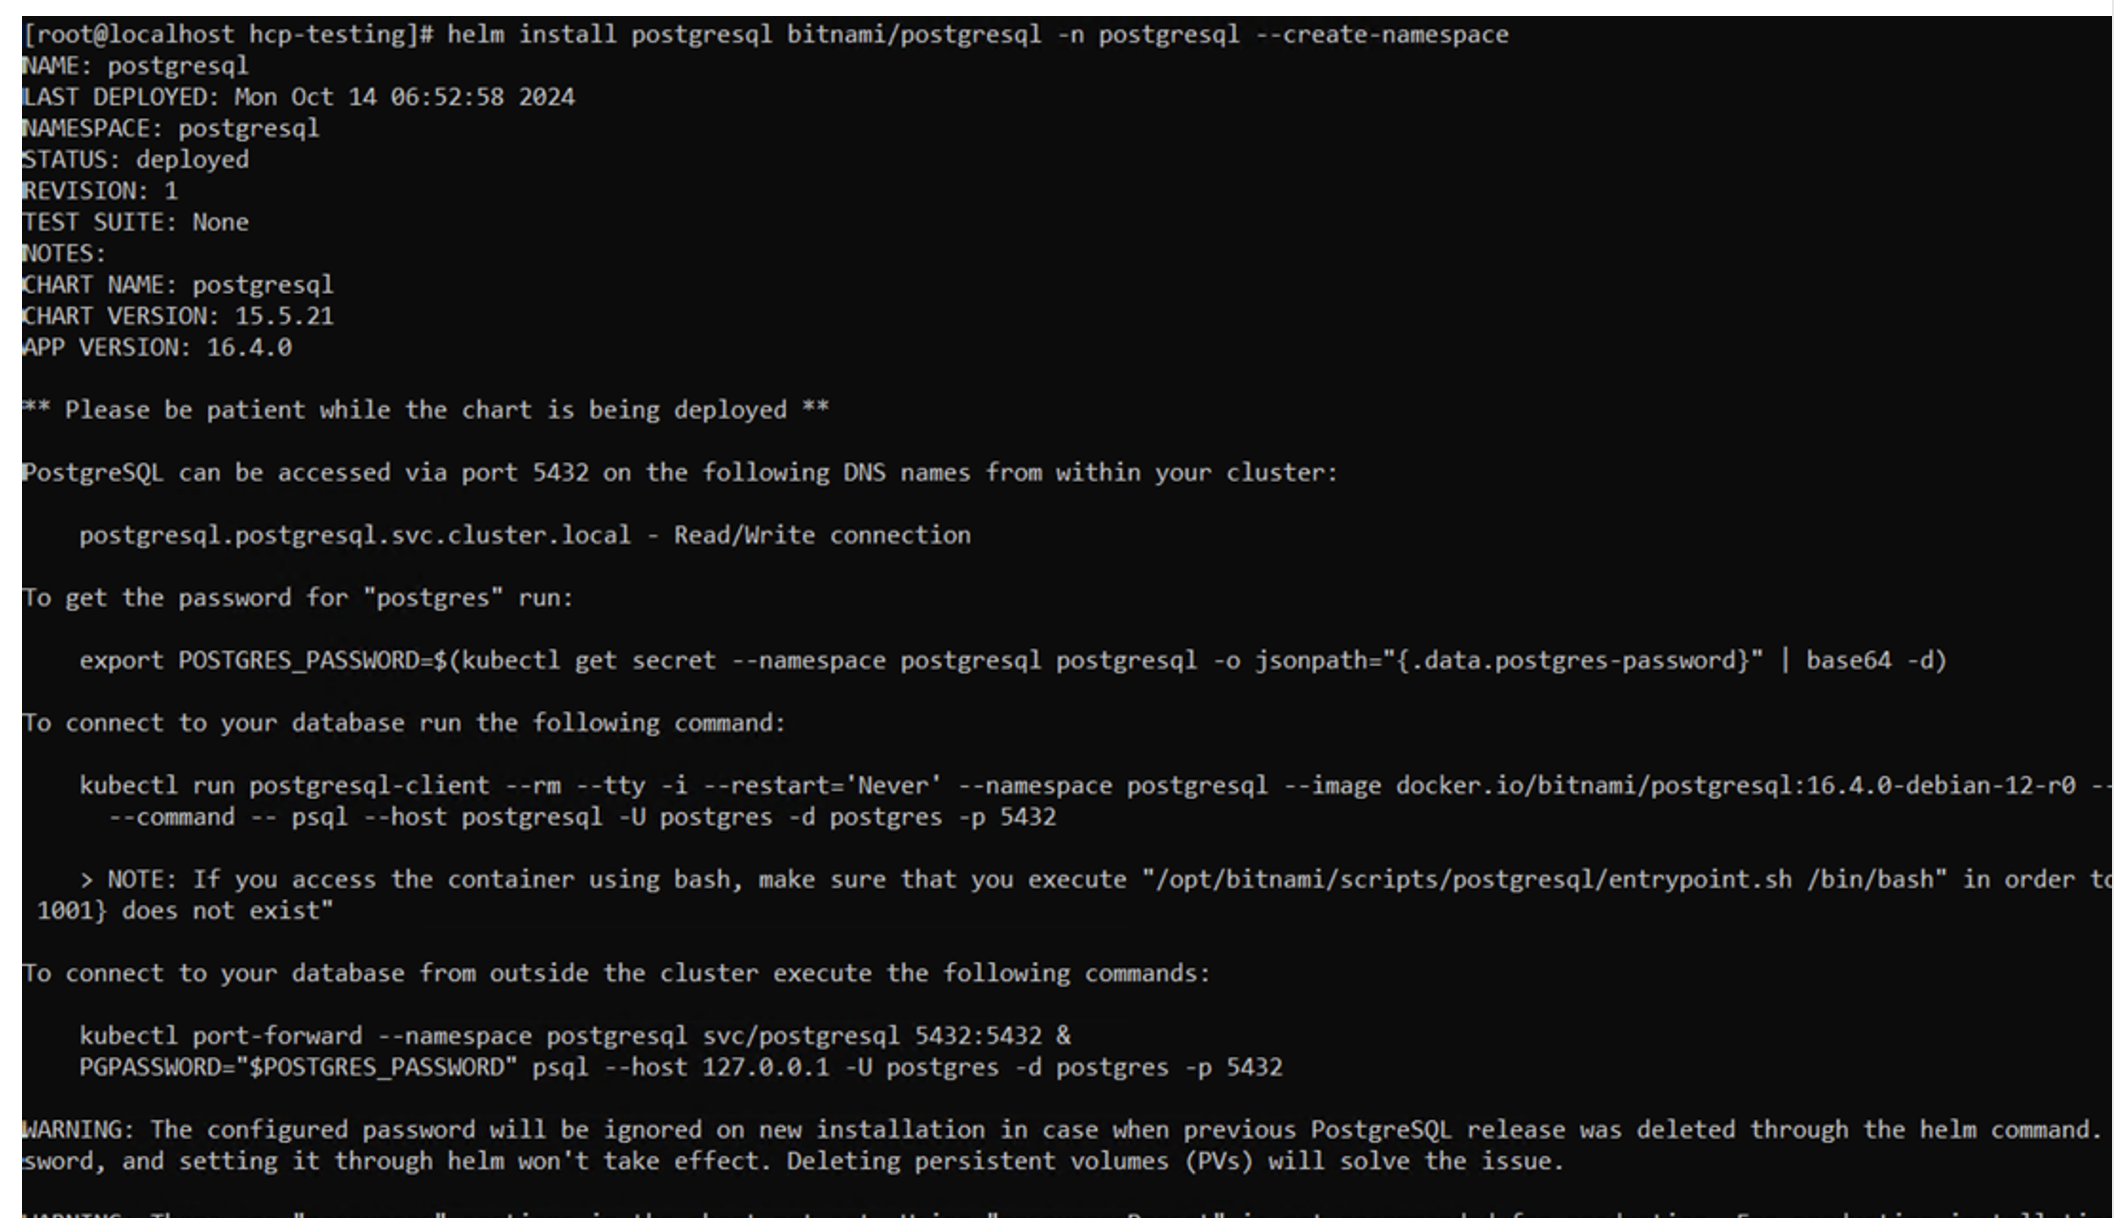 [root@localhost hcp-testing]# helm install postgresql bitnami/postgresql -n postgresql --create-namespace
NAME: postgresql
LAST DEPLOYED: Mon Oct 14 06:52:58 2024
NAMESPACE: postgresql
STATUS: deployed
REVISION: 1
TEST SUITE: None
NOTES:
CHART NAME: postgresql
CHART VERSION: 15.5.21
APP VERSION: 16.4.0
** Please be patient while the chart is being deployed **
PostgreSQL can be accessed via port 5432 on the following DNS names from within your cluster:
postgresql.postgresql.svc.cluster.local - Read/Write connection
To get the password for "postgres" run:
export POSTGRES_PASSWORD=$(kubectl get secret --namespace postgresql postgresql -o jsonpath="{.data.postgres-password}" | base64 -d)
To connect to your database run the following command:
kubectl run postgresql-client --rm --tty -i --restart='Never' --namespace postgresql --image docker.io/bitnami/postgresql:16.4.0-debian-12-r0 --
--command -- psql --host postgresql -U postgres -d postgres -p 5432
> NOTE: If you access the container using bash, make sure that you execute "/opt/bitnami/scripts/postgresql/entrypoint.sh /bin/bash" in order to
1001} does not exist"
To connect to your database from outside the cluster execute the following commands:
kubectl port-forward --namespace postgresql svc/postgresql 5432:5432 &
PGPASSWORD="$POSTGRES_PASSWORD" psql --host 127.0.0.1 -U postgres -d postgres -p 5432
WARNING: The configured password will be ignored on new installation in case when previous PostgreSQL release was deleted through the helm command.
sword, and setting it through helm won't take effect. Deleting persistent volumes (PVs) will solve the issue.